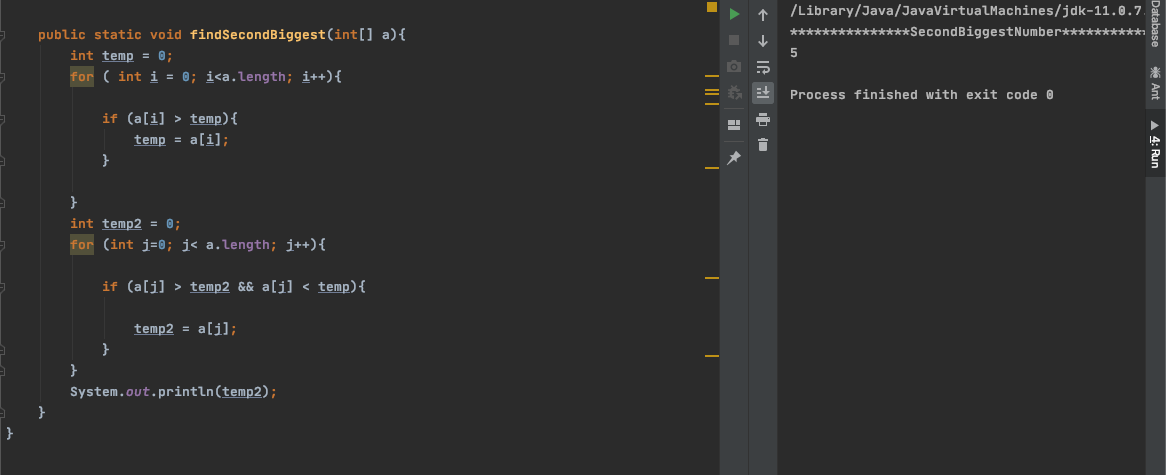 public static void findSecondBiggest(int[] a){
int temp = 0;
for ( int i = 0; i<a.length; i++){
if (a[i] > temp){
temp = a[i];
}
}
int temp2 = 0;
for (int j=0; j< a.length; j++){
if (a[j] > temp2 && a[j] < temp){
temp2 = a[j];
}
}
System.out.println(temp2);
}
}
/Library/Java/JavaVirtualMachines/jdk-11.0.7.
***************SecondBiggestNumber***********
5
Process finished with exit code 0
Database
Ant
4: Run